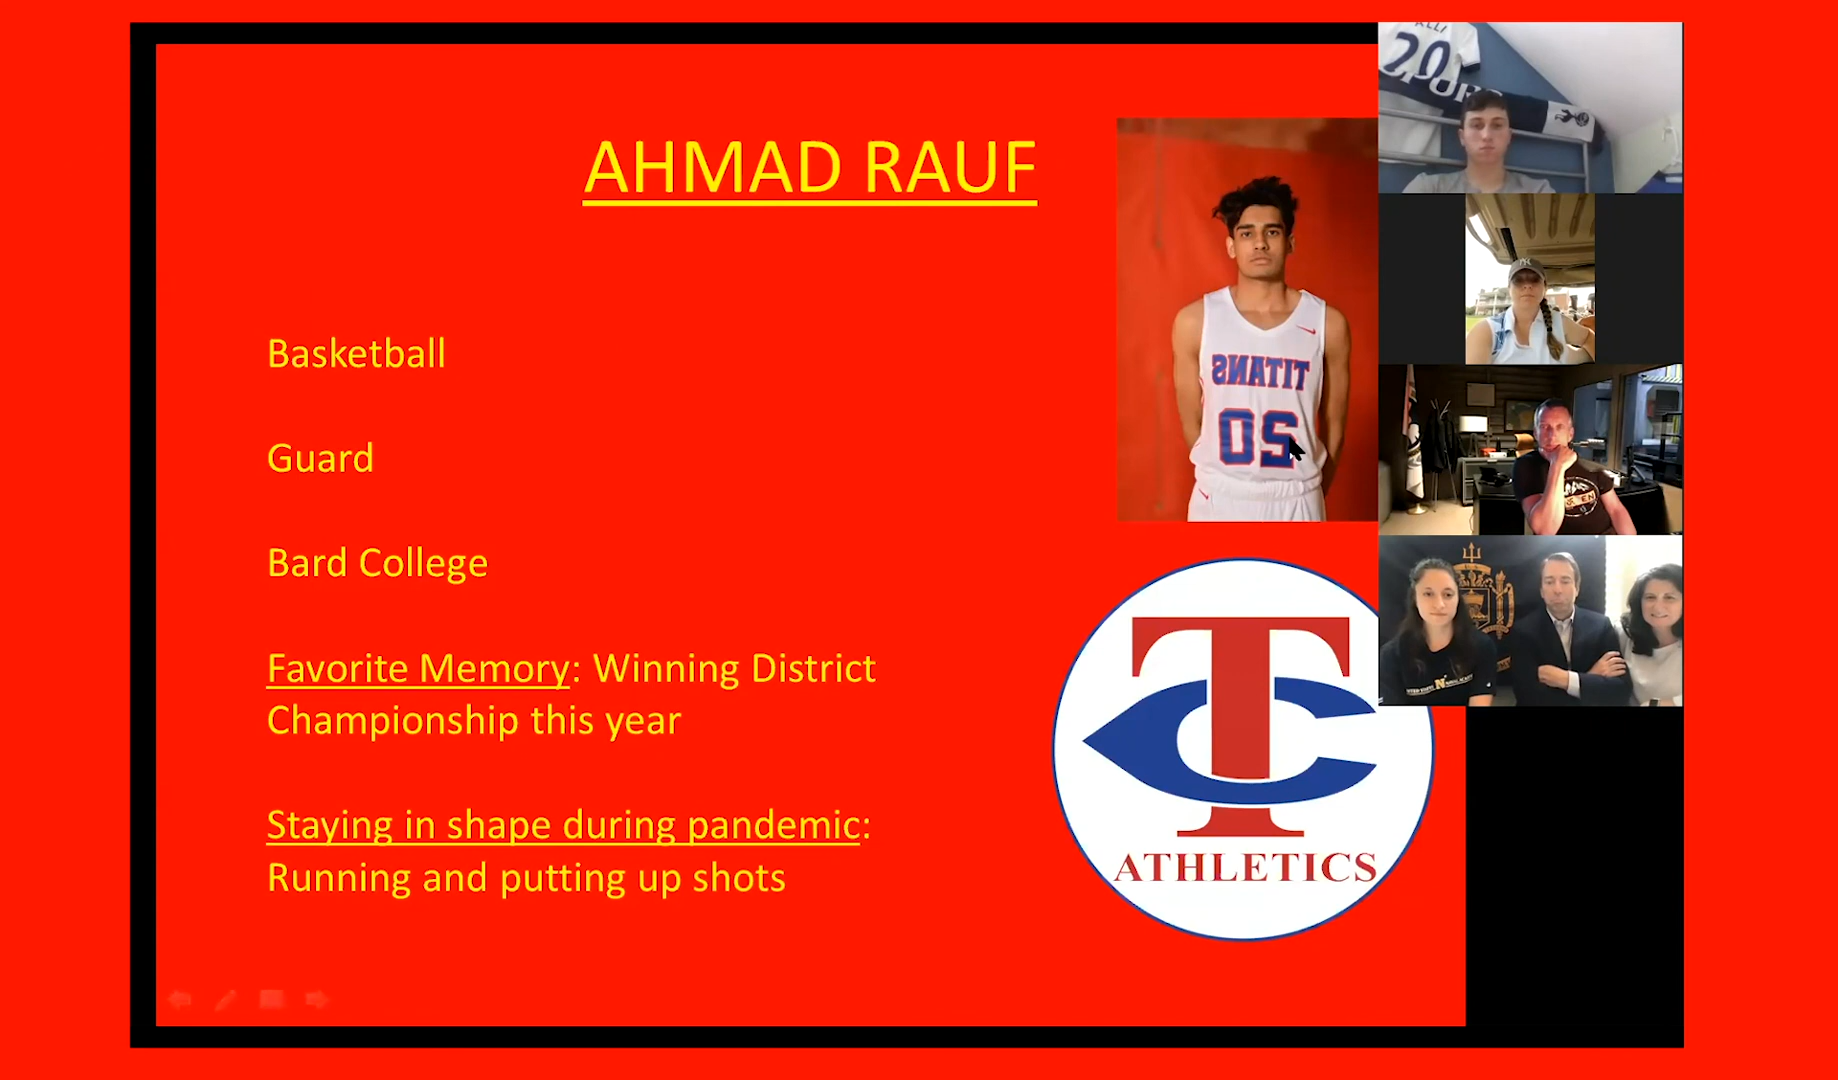 AHMAD RAUF
Basketball
Guard
Bard College
Favorite Memory: Winning District
Championship this year
Staying in shape during pandemic:
Running and putting up shots
TITANS
20
TC
ATHLETICS
20